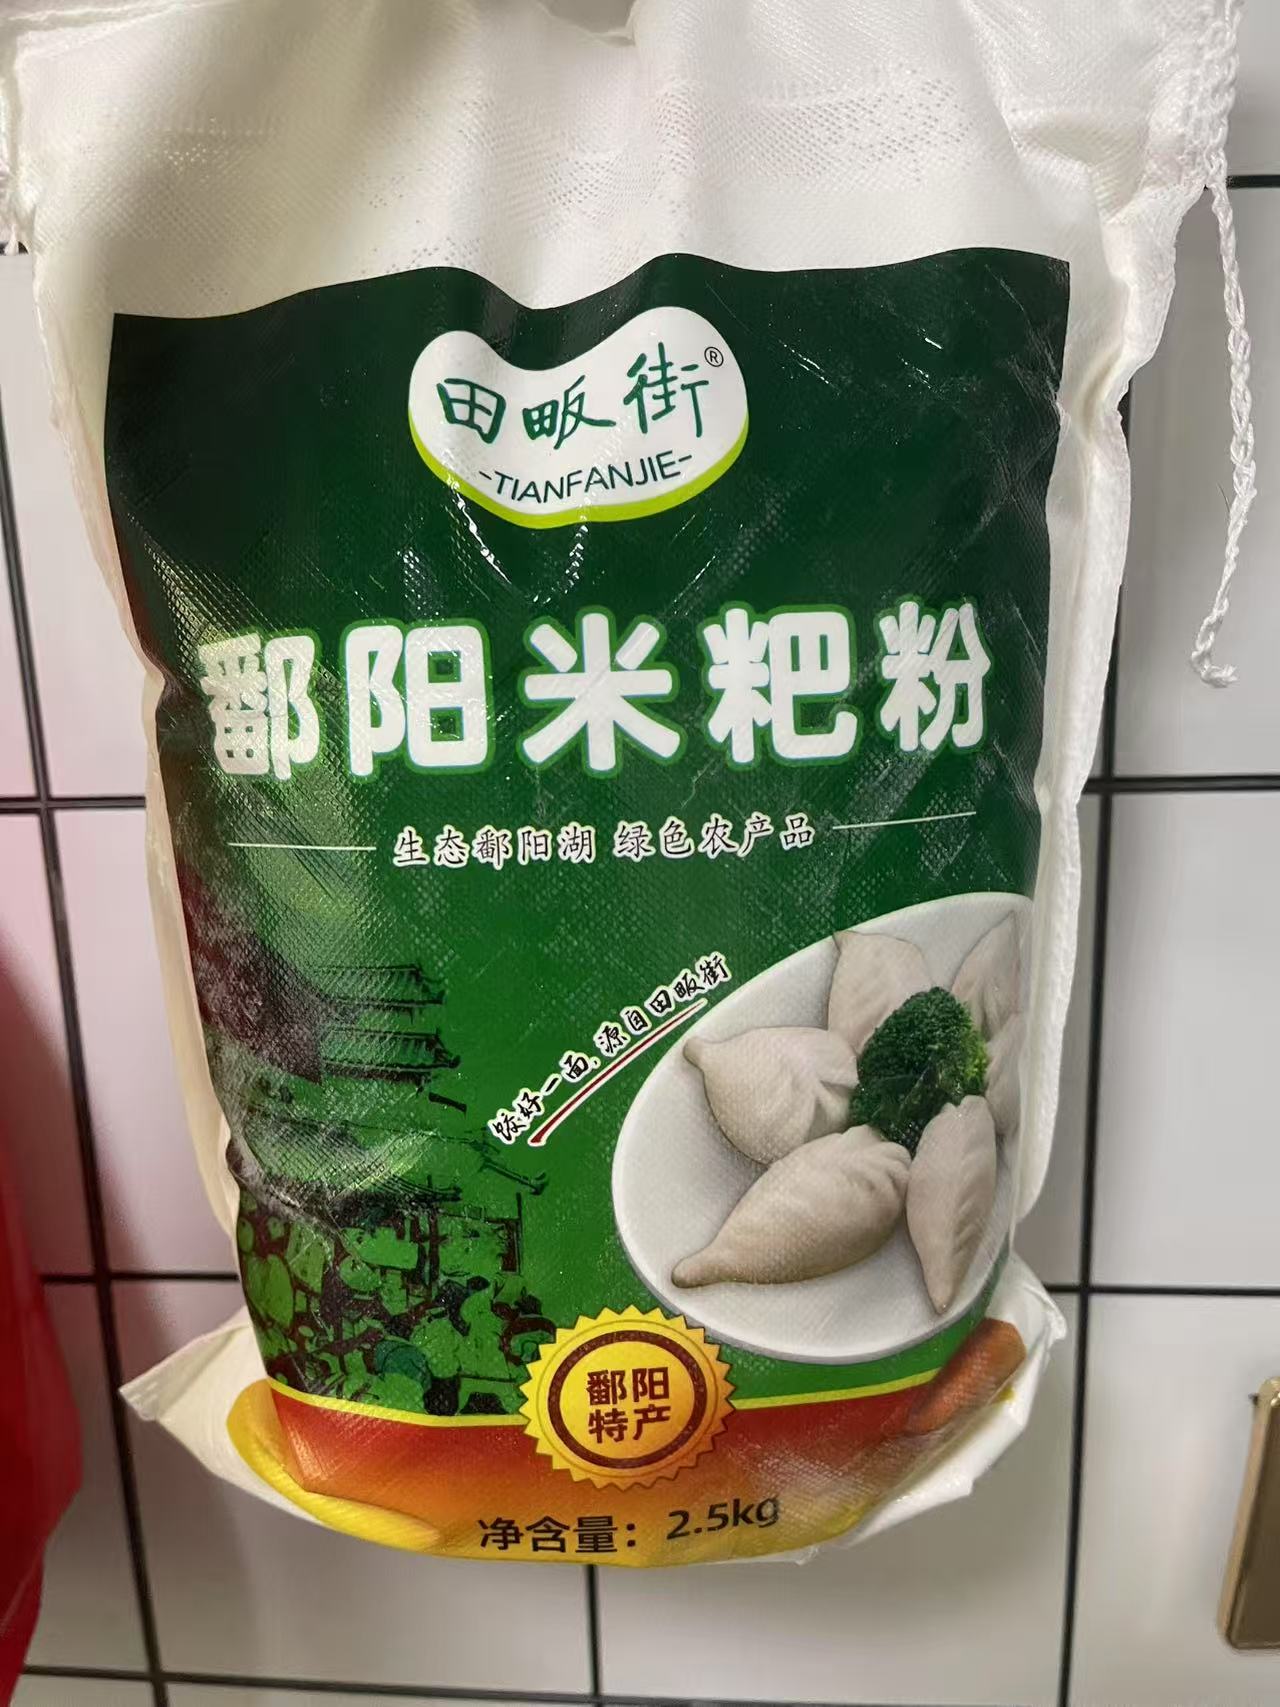 田畈街®
-TIANFANJIE-
鄱阳米粑粉
生态鄱阳湖 绿色农产品
饺好一面,源自田畈街
鄱阳
特产
净含量：2.5kg